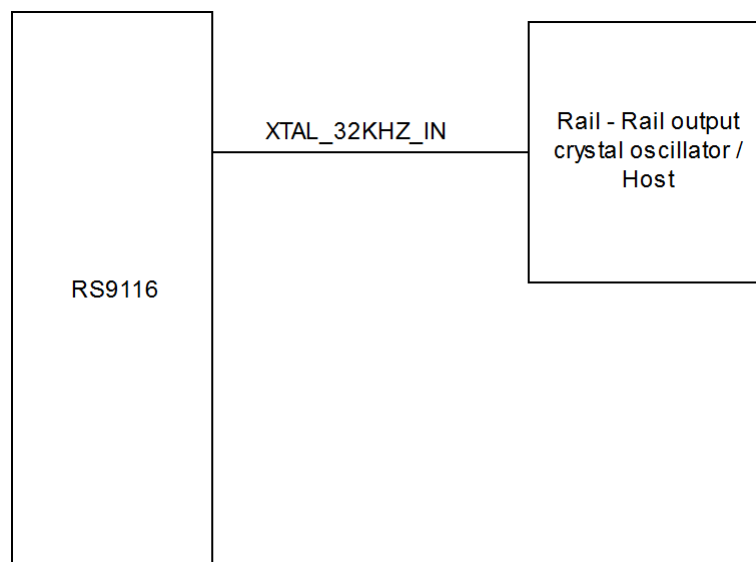 XTAL_32KHZ_IN
Rail - Rail output
crystal oscillator /
Host
RS9116